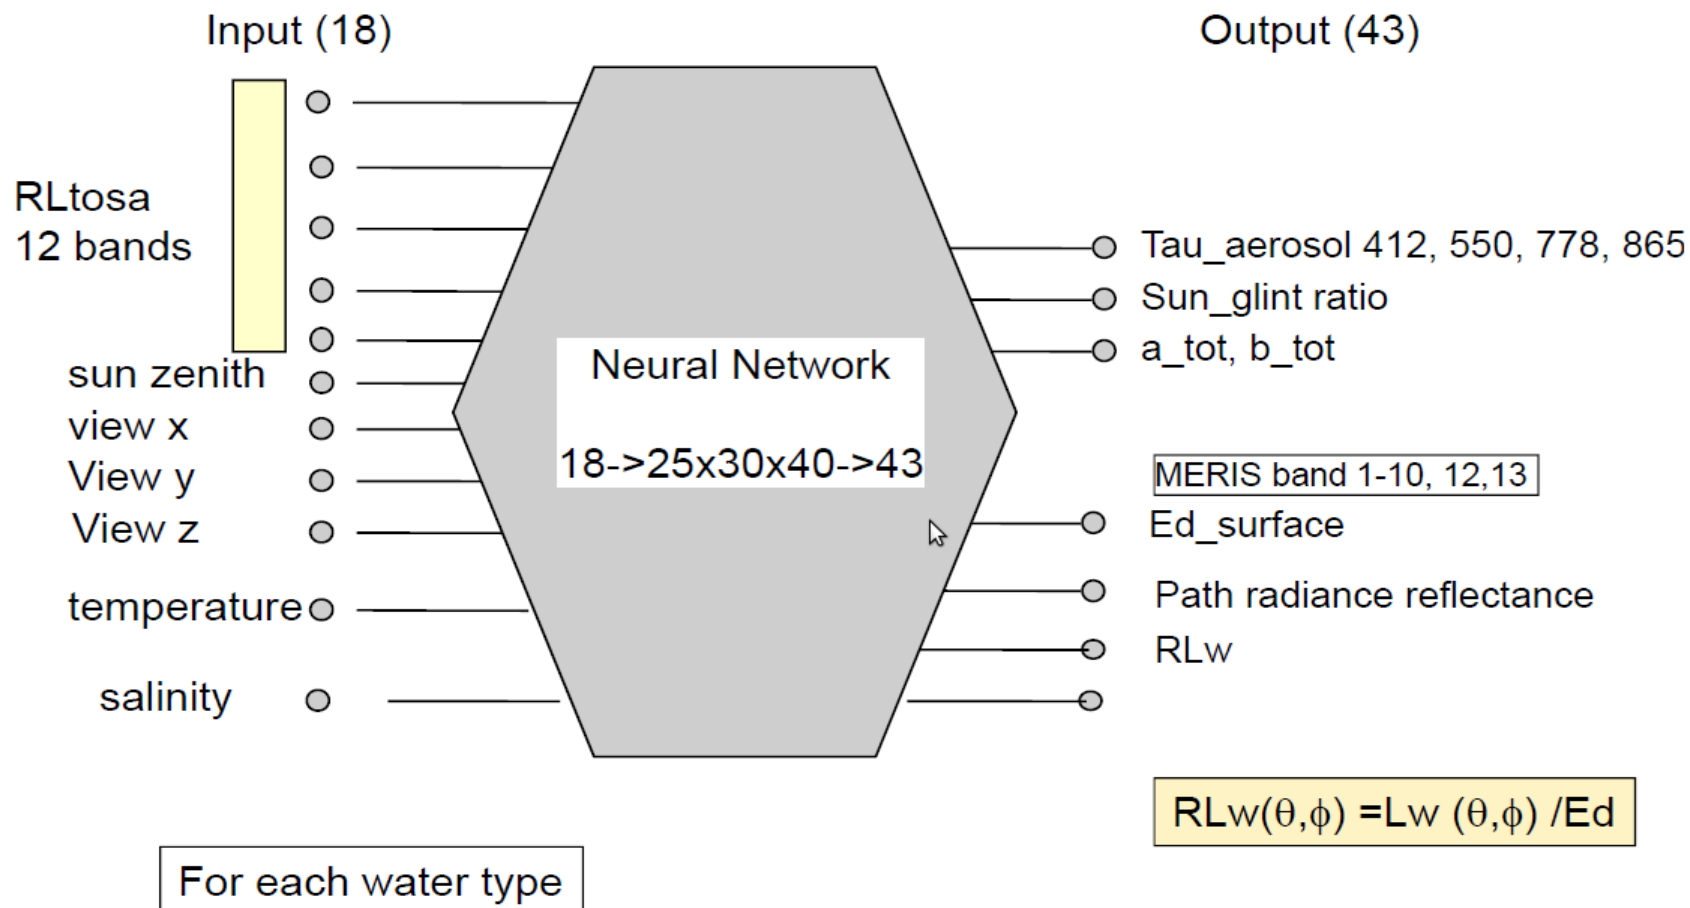 Input (18)
Output (43)
RLtosa
12 bands
sun zenith
view x
View y
View z
temperature
salinity
Neural Network
18->25x30x40->43
Tau_aerosol 412, 550, 778, 865
Sun_glint ratio
a_tot, b_tot
MERIS band 1-10, 12,13
Ed_surface
Path radiance reflectance
RLw
RLw(θ,ϕ) =Lw (θ,ϕ) /Ed
For each water type